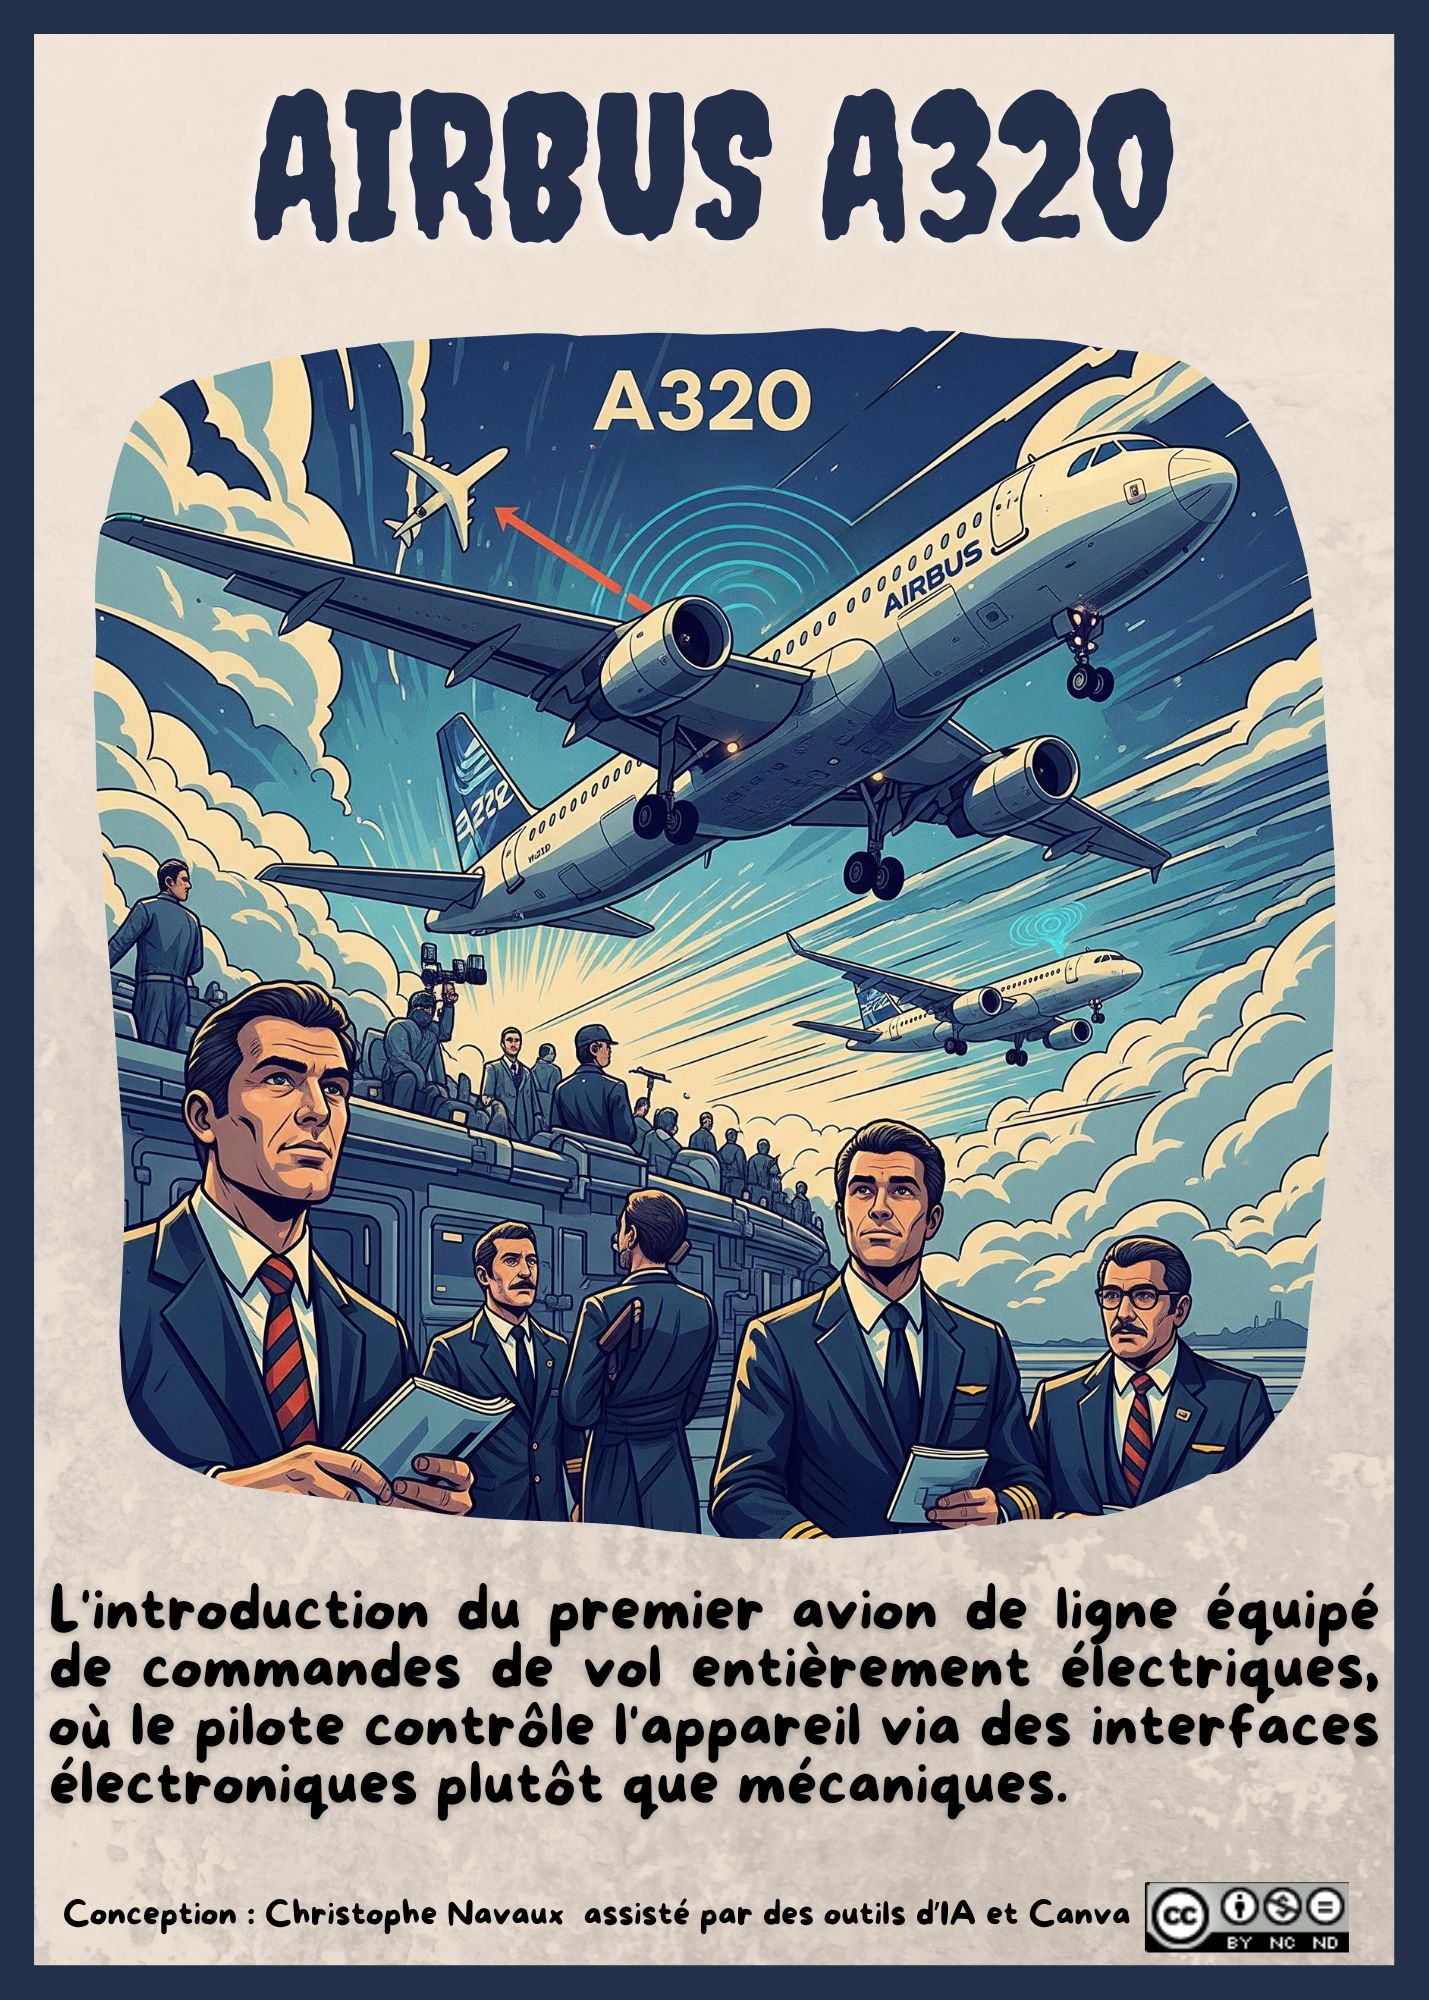 AIRBUS A320
A320
AIRBUS
L'introduction du premier avion de ligne équipé
de commandes de vol entièrement électriques,
où le pilote contrôle l'appareil via des interfaces
électroniques plutôt que mécaniques.
Conception : Christophe Navaux assisté par des outils d'IA et Canva
cc
BY NC ND